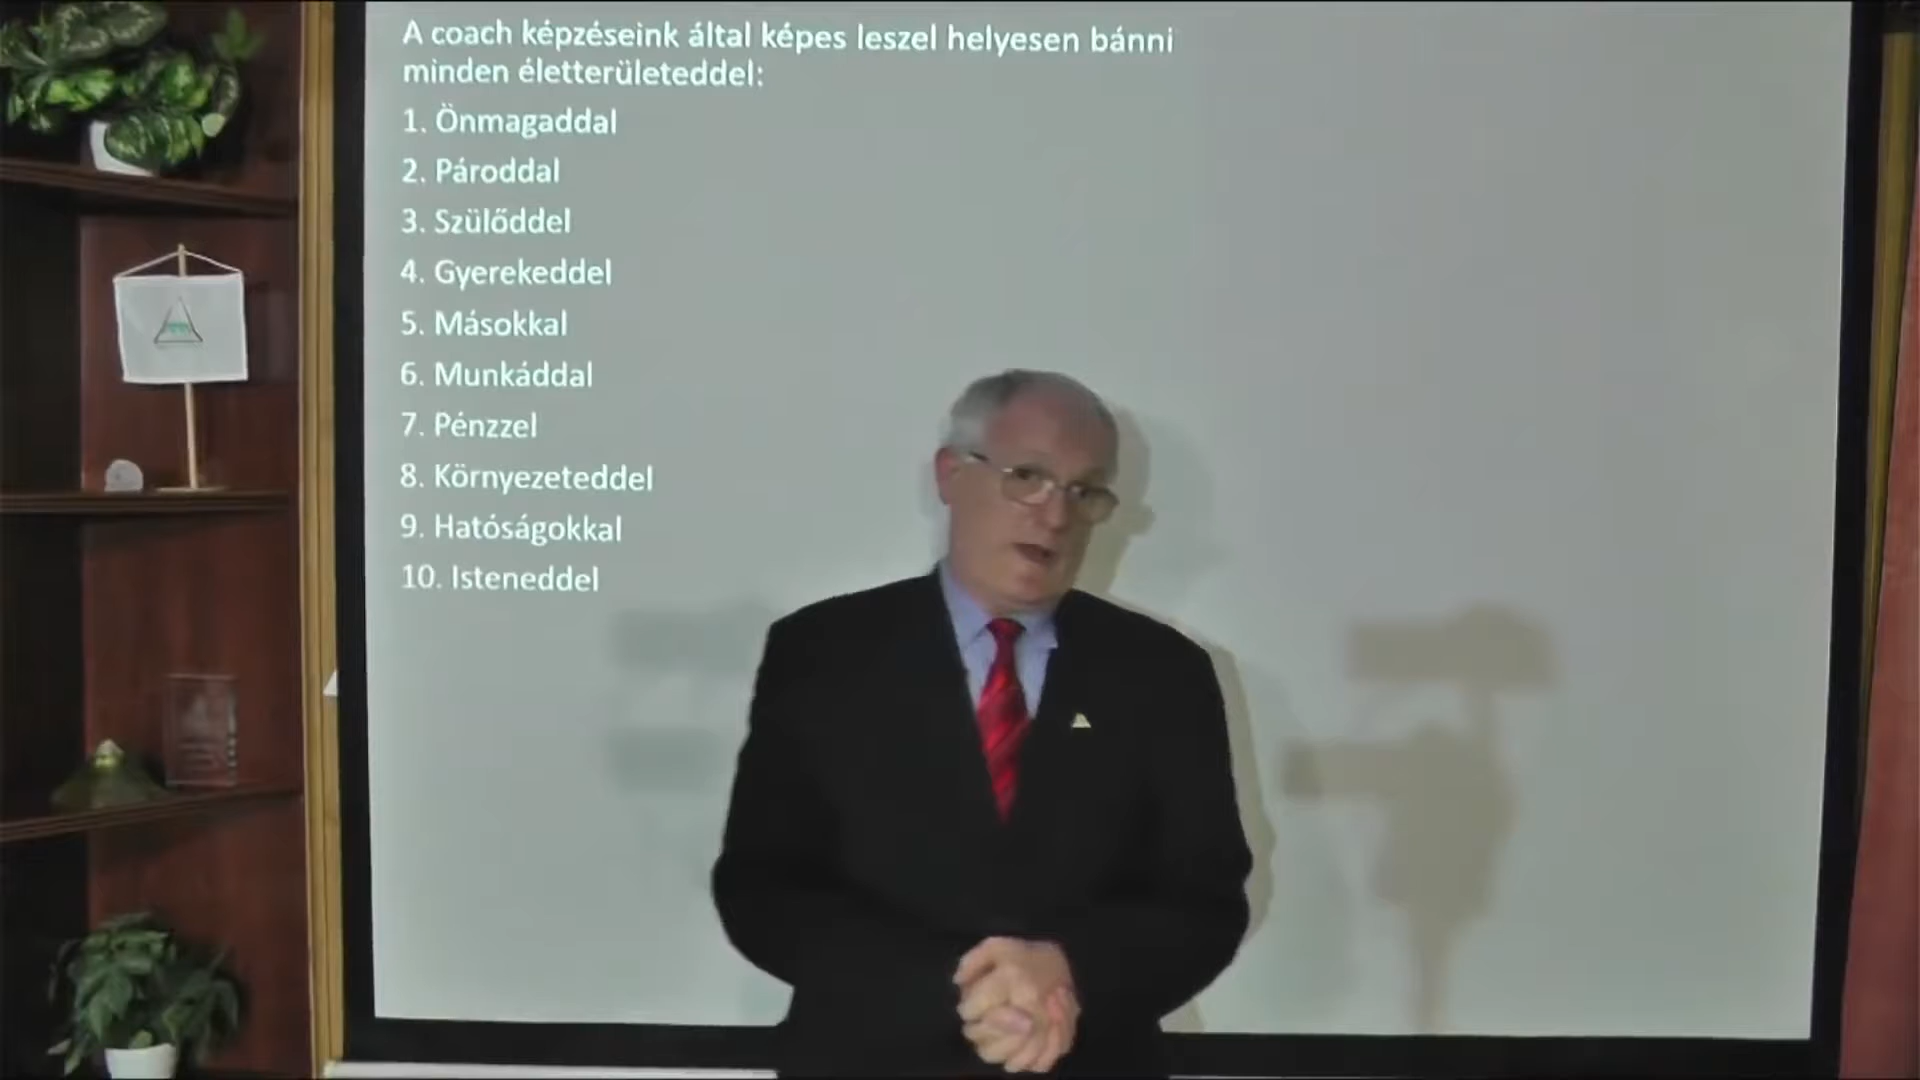 A coach képzéseink által képes leszel helyesen bánni
minden életterületeddel:
1. Önmagaddal
2. Pároddal
3. Szülőddel
4. Gyerekeddel
5. Másokkal
6. Munkáddal
7. Pénzzel
8. Környezeteddel
9. Hatóságokkal
10. Isteneddel